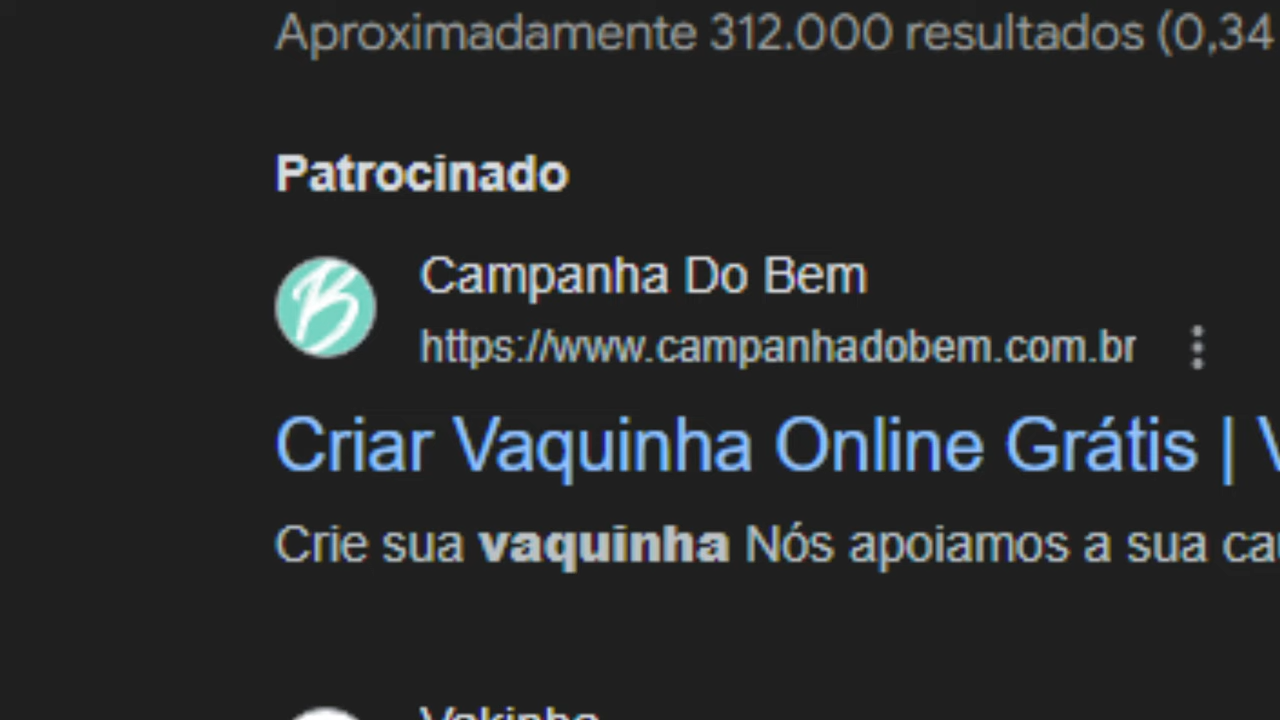 Aproximadamente 312.000 resultados (0,34
Patrocinado
B
Campanha Do Bem
https://www.campanhadobem.com.br
Criar Vaquinha Online Grátis |
Crie sua vaquinha Nós apoiamos a sua